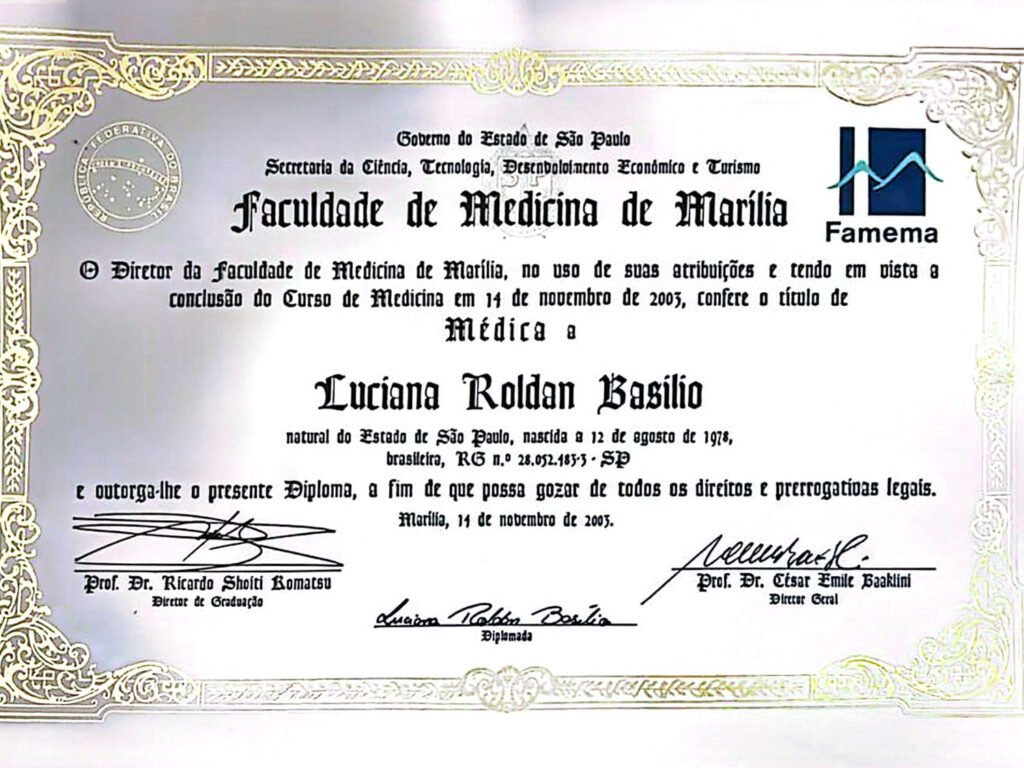 REPÚBLICA FEDERATIVA DO BRASIL
Governo do Estado de São Paulo
Secretaria da Ciência, Tecnologia, Desenvolvimento Econômico e Turismo
Faculdade de Medicina de Marília
Famema
O Diretor da Faculdade de Medicina de Marília, no uso de suas atribuições e tendo em vista a
conclusão do Curso de Medicina em 14 de novembro de 2003, confere o título de
Médica a
Luciana Roldan Basilio
natural do Estado de São Paulo, nascida a 12 de agosto de 1978,
brasileira, RG n.º 28.052.183-3 - SP
e outorga-lhe o presente Diploma, a fim de que possa gozar de todos os direitos e prerrogativas legais.
Marília, 14 de novembro de 2003.
Prof. Dr. Ricardo Shoiti Komatsu
Diretor de Graduação
Prof. Dr. César Emile Baaklini
Diretor Geral
Luciana Roldan Basilio
Diplomada